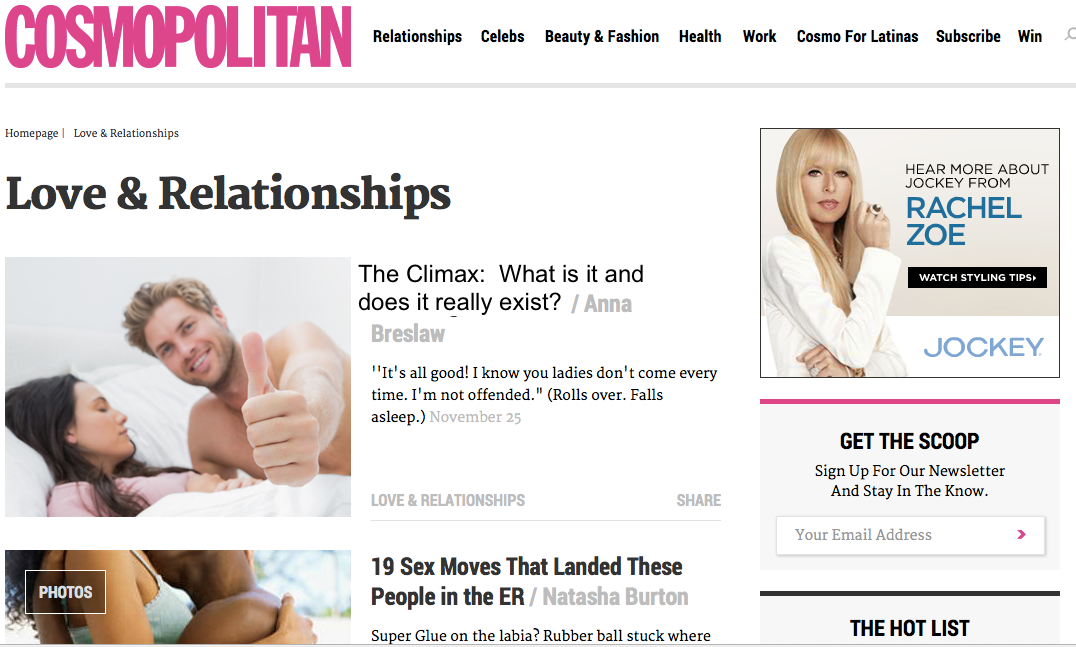 COSMOPOLITAN
Relationships Celebs Beauty & Fashion Health Work Cosmo For Latinas Subscribe Win
Homepage | Love & Relationships
Love & Relationships
The Climax: What is it and
does it really exist? / Anna
Breslaw
''It's all good! I know you ladies don't come every
time. I'm not offended." (Rolls over. Falls
asleep.) November 25
LOVE & RELATIONSHIPS SHARE
PHOTOS
19 Sex Moves That Landed These
People in the ER / Natasha Burton
Super Glue on the labia? Rubber ball stuck where
HEAR MORE ABOUT
JOCKEY FROM
RACHEL
ZOE
WATCH STYLING TIPS
JOCKEY
GET THE SCOOP
Sign Up For Our Newsletter
And Stay In The Know.
Your Email Address
THE HOT LIST